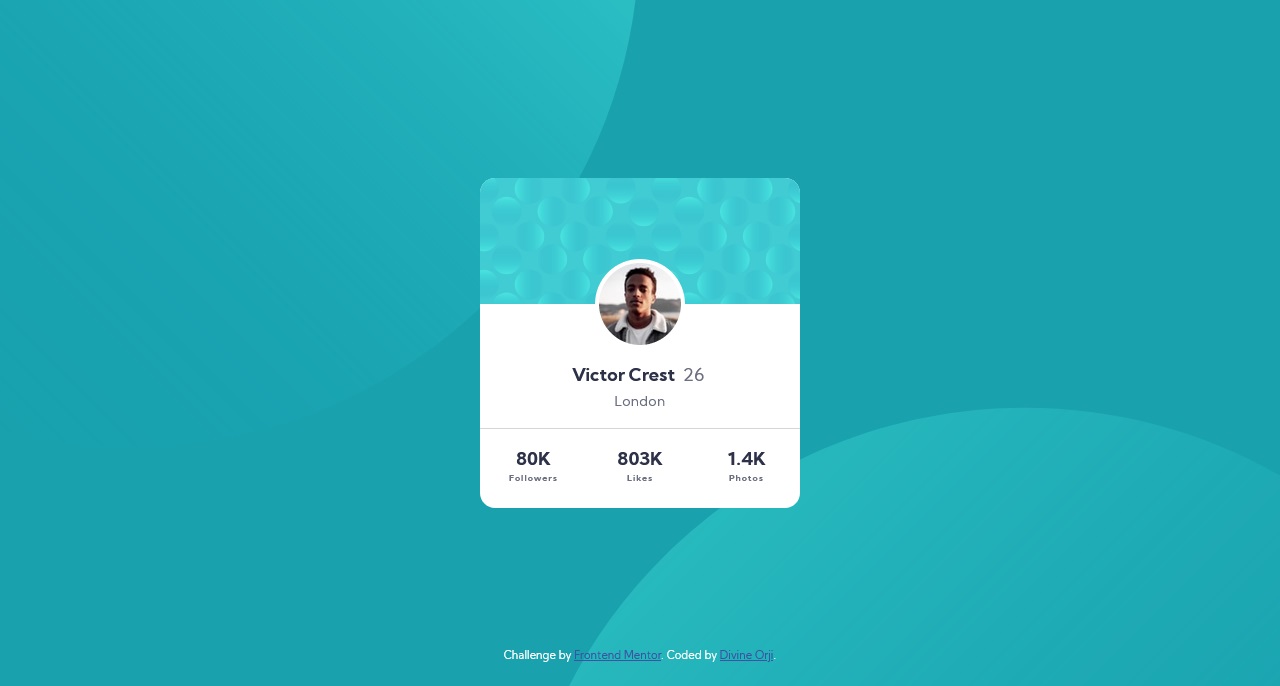 Victor Crest 26
London
80K 803K 1.4K
Followers Likes Photos
Challenge by Frontend Mentor. Coded by Divine Orji.